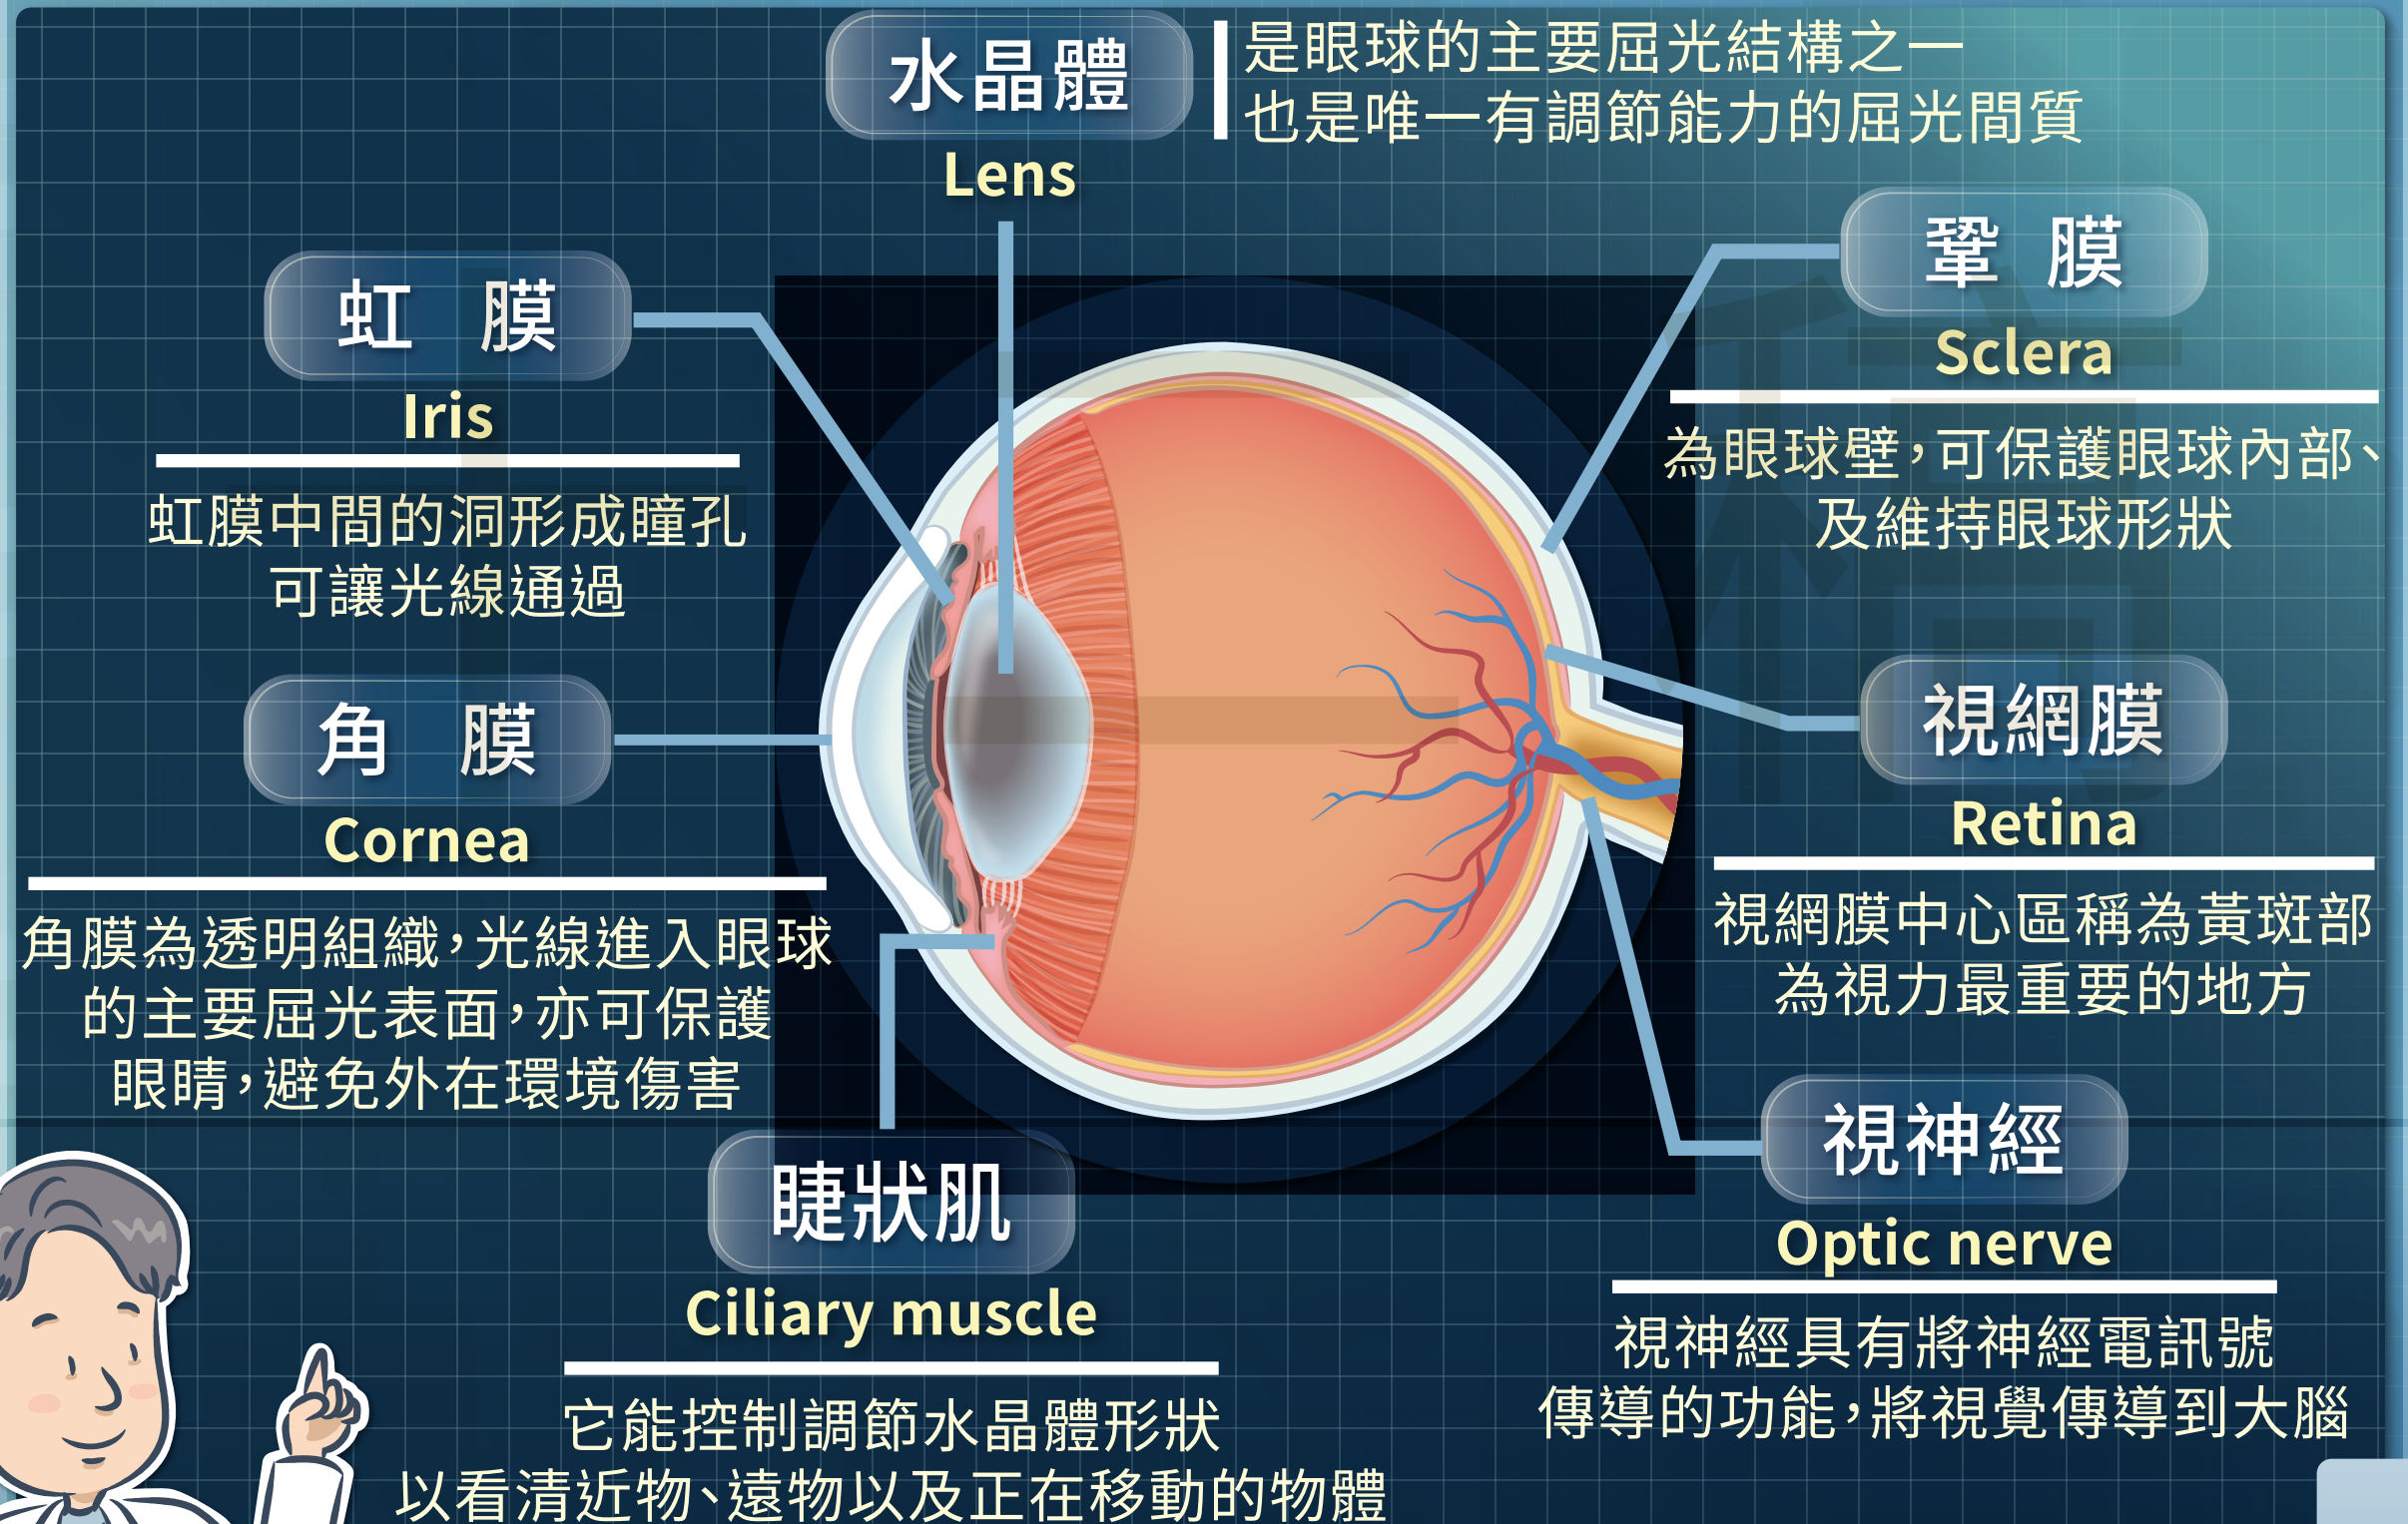 水晶體
Lens
是眼球的主要屈光結構之一
也是唯一有調節能力的屈光間質
虹 膜
Iris
虹膜中間的洞形成瞳孔
可讓光線通過
鞏 膜
Sclera
為眼球壁，可保護眼球內部、
及維持眼球形狀
角 膜
Cornea
角膜為透明組織，光線進入眼球
的主要屈光表面，亦可保護
眼睛，避免外在環境傷害
視網膜
Retina
視網膜中心區稱為黃斑部
為視力最重要的地方
睫狀肌
Ciliary muscle
它能控制調節水晶體形狀
以看清近物、遠物以及正在移動的物體
視神經
Optic nerve
視神經具有將神經電訊號
傳導的功能，將視覺傳導到大腦